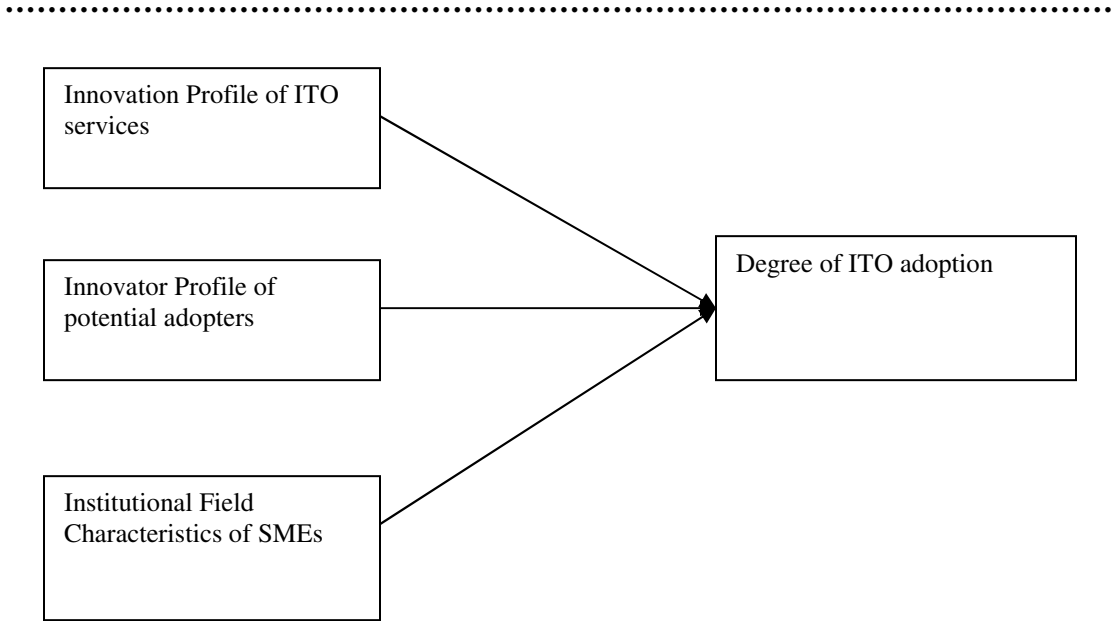 Innovation Profile of ITO
services
Innovator Profile of
potential adopters
Degree of ITO adoption
Institutional Field
Characteristics of SMEs